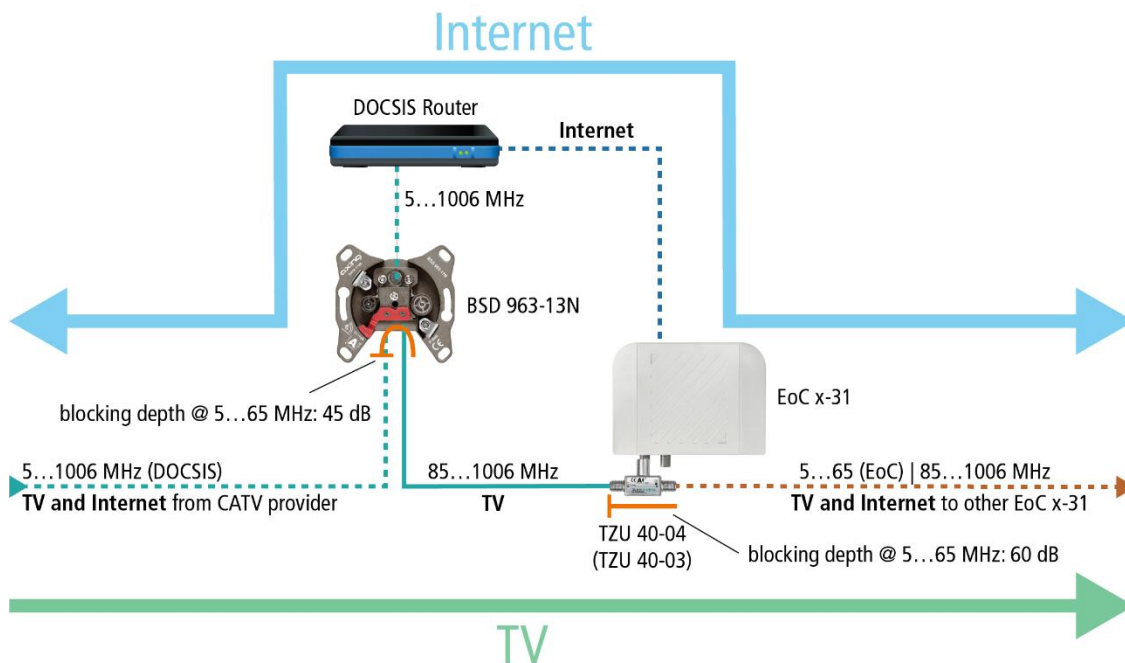 Internet
DOCSIS Router
Internet
5…1006 MHz
BSD 963-13N
blocking depth @ 5…65 MHz: 45 dB
EoC x-31
5…1006 MHz (DOCSIS)
TV and Internet from CATV provider
85…1006 MHz
TV
5…65 (EoC) | 85…1006 MHz
TV and Internet to other EoC x-31
TZU 40-04
(TZU 40-03)
blocking depth @ 5…65 MHz: 60 dB
TV